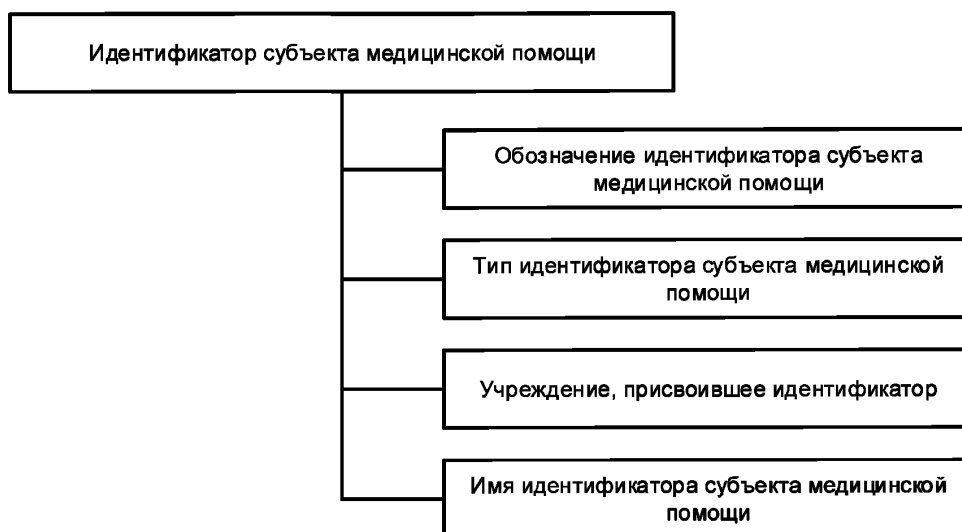 Идентификатор субъекта медицинской помощи
Обозначение идентификатора субъекта
медицинской помощи
Тип идентификатора субъекта медицинской
помощи
Учреждение, присвоившее идентификатор
Имя идентификатора субъекта медицинской
помощи